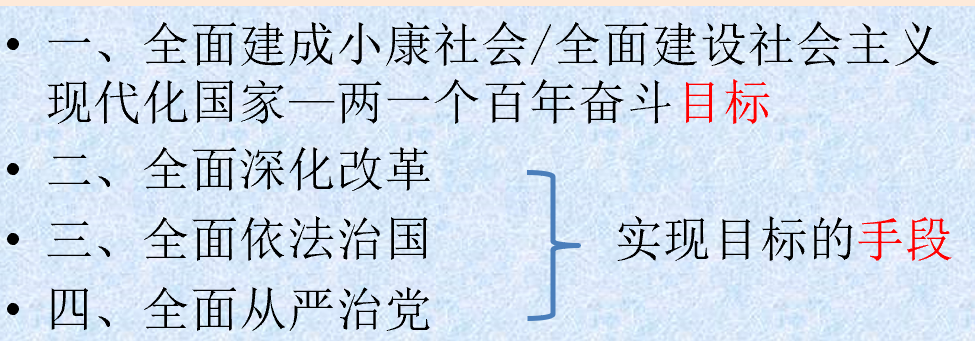 • 一、全面建成小康社会/全面建设社会主义
现代化国家—两一个百年奋斗目标
• 二、全面深化改革
• 三、全面依法治国
实现目标的手段
• 四、全面从严治党